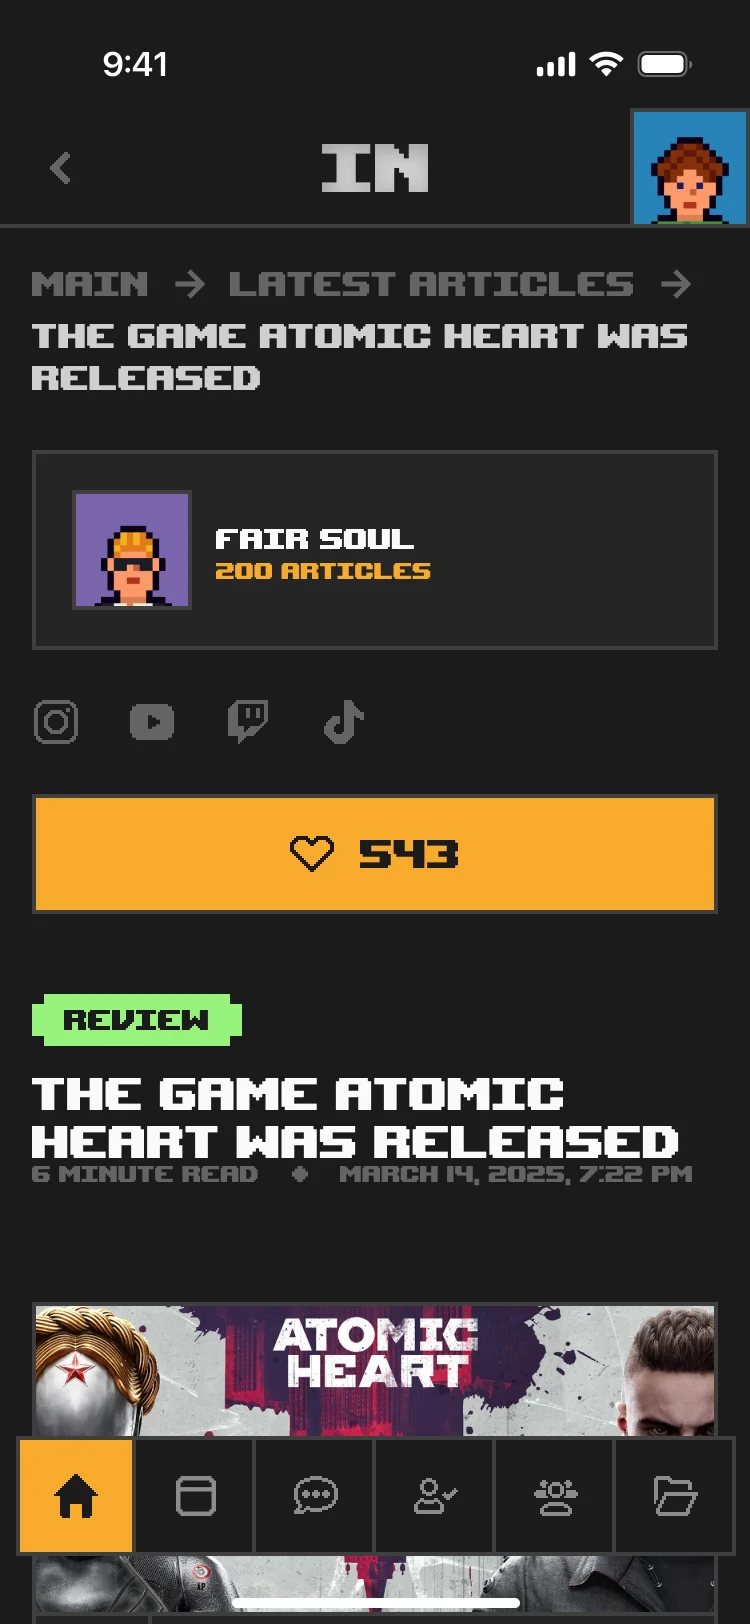 9:41
IN
MAIN → LATEST ARTICLES →
THE GAME ATOMIC HEART WAS
RELEASED
FAIR SOUL
200 ARTICLES
543
REVIEW
THE GAME ATOMIC
HEART WAS RELEASED
6 MINUTE READ ◆ MARCH 14, 2025, 7:22 PM
ATOMIC
HEART
AP